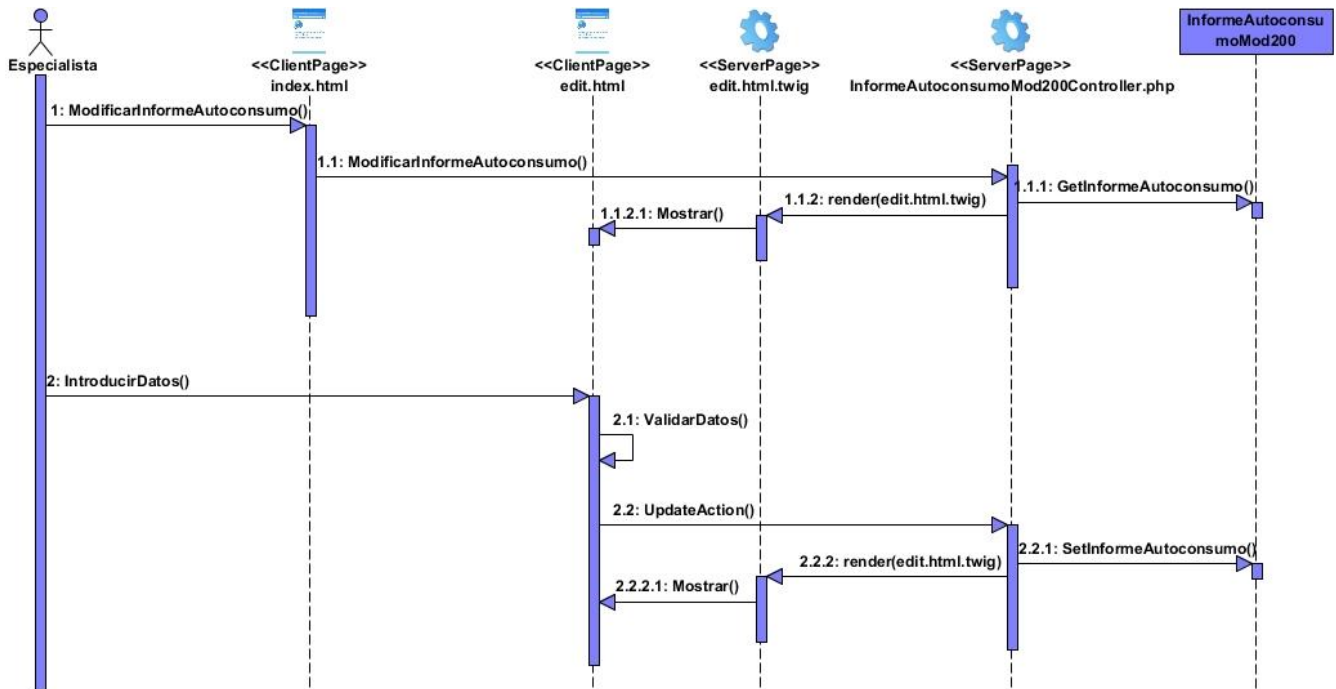 Especialista
<<ClientPage>>
index.html
<<ClientPage>>
edit.html
<<ServerPage>>
edit.html.twig
<<ServerPage>>
InformeAutoconsumoMod200Controller.php
InformeAutoconsu
moMod200
1: ModificarInformeAutoconsumo()
1.1: ModificarInformeAutoconsumo()
1.1.1: GetInformeAutoconsumo()
1.1.2: render(edit.html.twig)
1.1.2.1: Mostrar()
2: IntroducirDatos()
2.1: ValidarDatos()
2.2: UpdateAction()
2.2.1: SetInformeAutoconsumo()
2.2.2: render(edit.html.twig)
2.2.2.1: Mostrar()